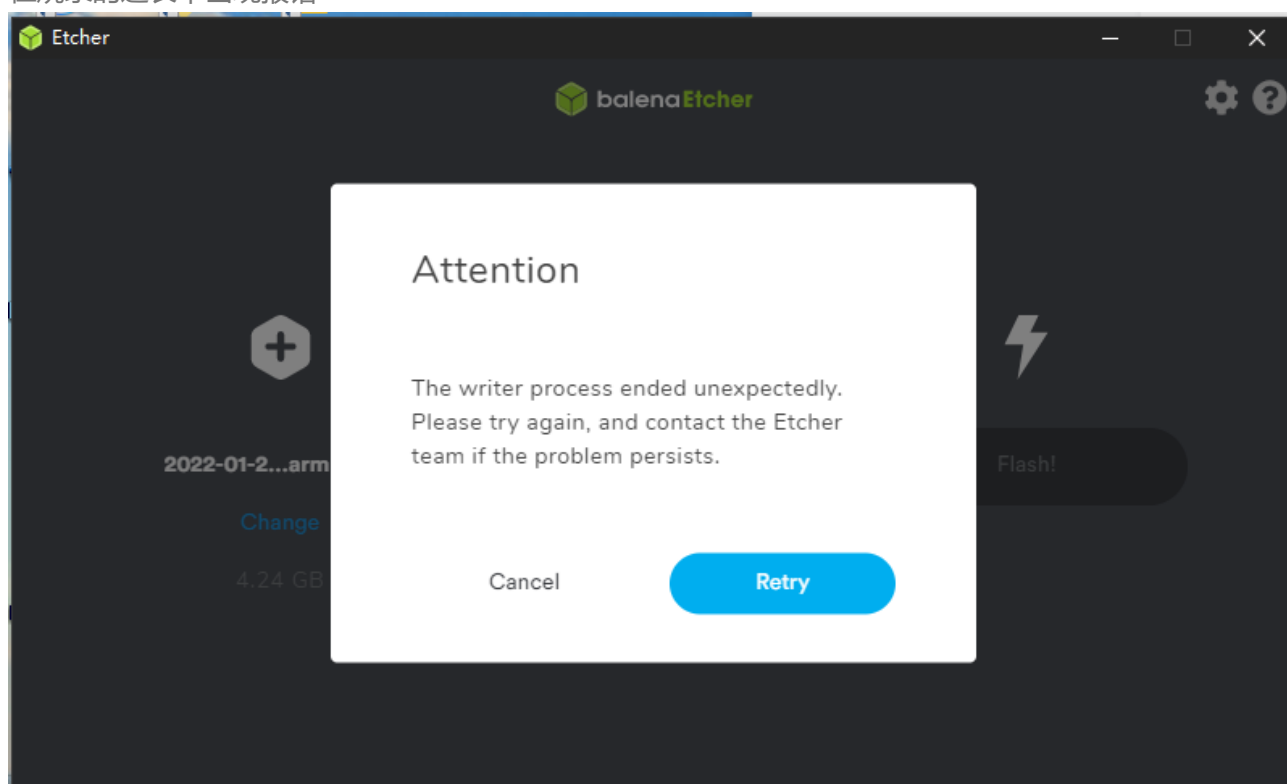 Etcher
balenaEtcher
Attention
The writer process ended unexpectedly.
Please try again, and contact the Etcher
team if the problem persists.
2022-01-2...arm
Flash!
Change
4.24 GB
Cancel
Retry